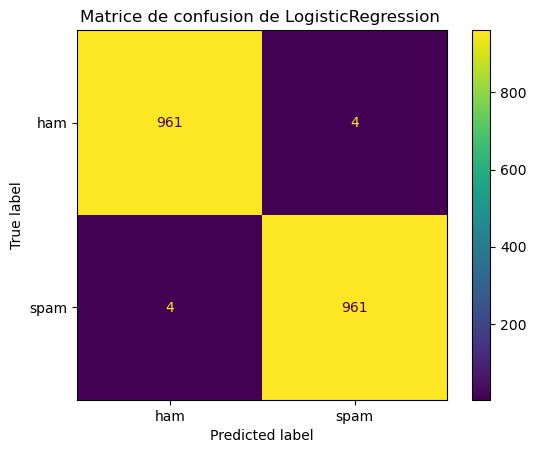 Matrice de confusion de LogisticRegression
ham
961
4
800
600
True label
400
spam
4
961
200
ham
spam
Predicted label